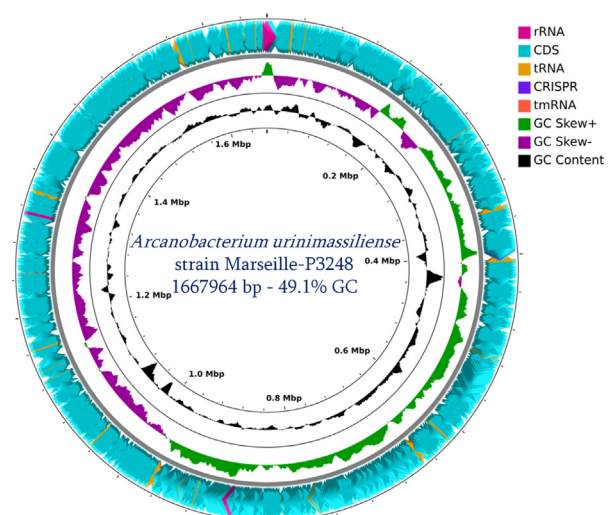 rRNA
CDS
tRNA
CRISPR
tmRNA
GC Skew+
GC Skew-
GC Content
1.6 Mbp
0.2 Mbp
1.4 Mbp
Arcanobacterium urinimassiliense
strain Marseille-P3248
0.4 Mbp
1667964 bp - 49.1% GC
1.2 Mbp
0.6 Mbp
1.0 Mbp
0.8 Mbp